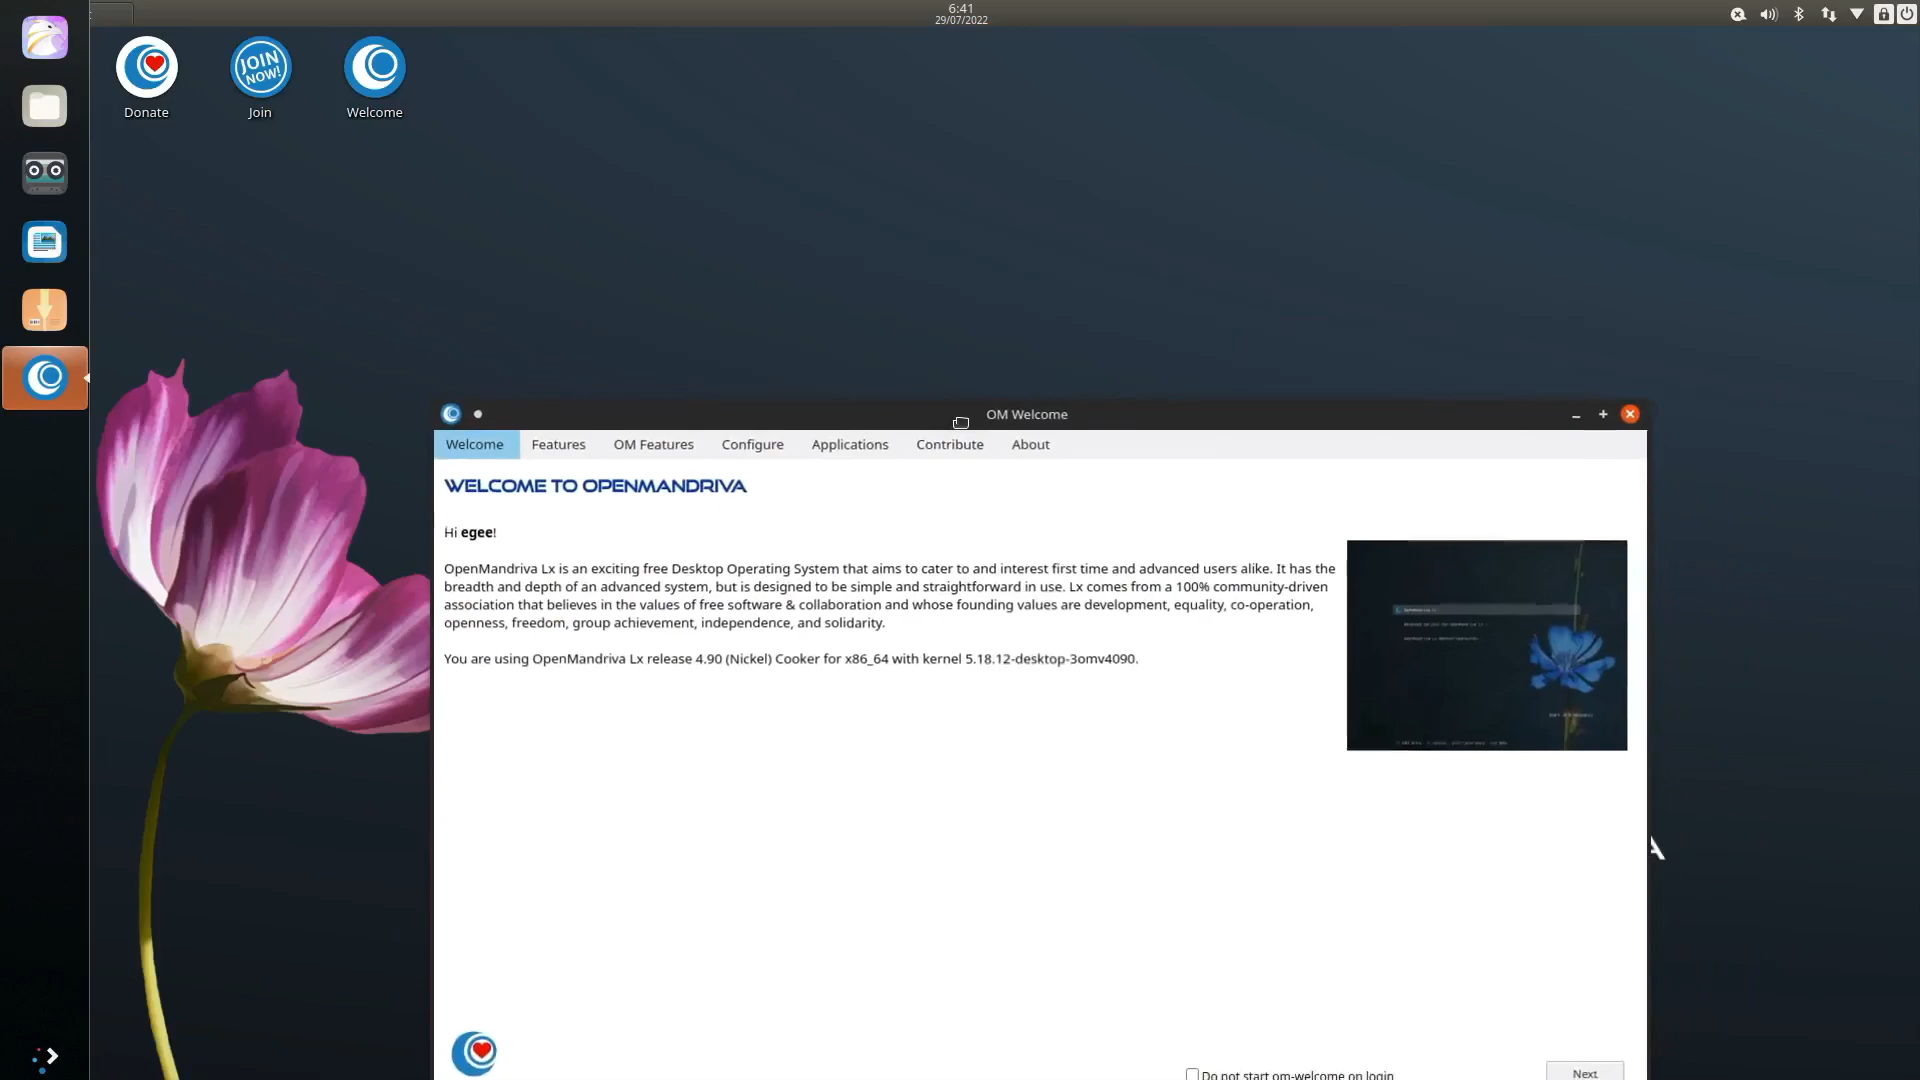 6:41
29/07/2022
JOIN NOW!
Donate
Join
Welcome
OM Welcome
Welcome
Features
OM Features
Configure
Applications
Contribute
About
WELCOME TO OPENMANDRIVA
Hi egee!
OpenMandriva Lx is an exciting free Desktop Operating System that aims to cater to and interest first time and advanced users alike. It has the
breadth and depth of an advanced system, but is designed to be simple and straightforward in use. Lx comes from a 100% community-driven
association that believes in the values of free software & collaboration and whose founding values are development, equality, co-operation,
openness, freedom, group achievement, independence, and solidarity.
You are using OpenMandriva Lx release 4.90 (Nickel) Cooker for x86_64 with kernel 5.18.12-desktop-3omv4090.
Do not start om-welcome on login
Next